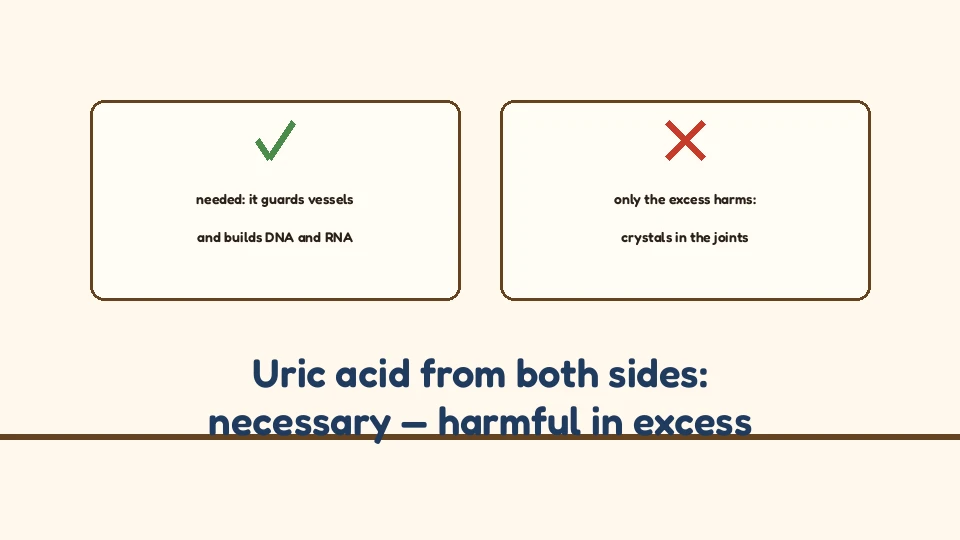 needed: it guards vessels
and builds DNA and RNA
only the excess harms:
crystals in the joints
Uric acid from both sides:
necessary — harmful in excess